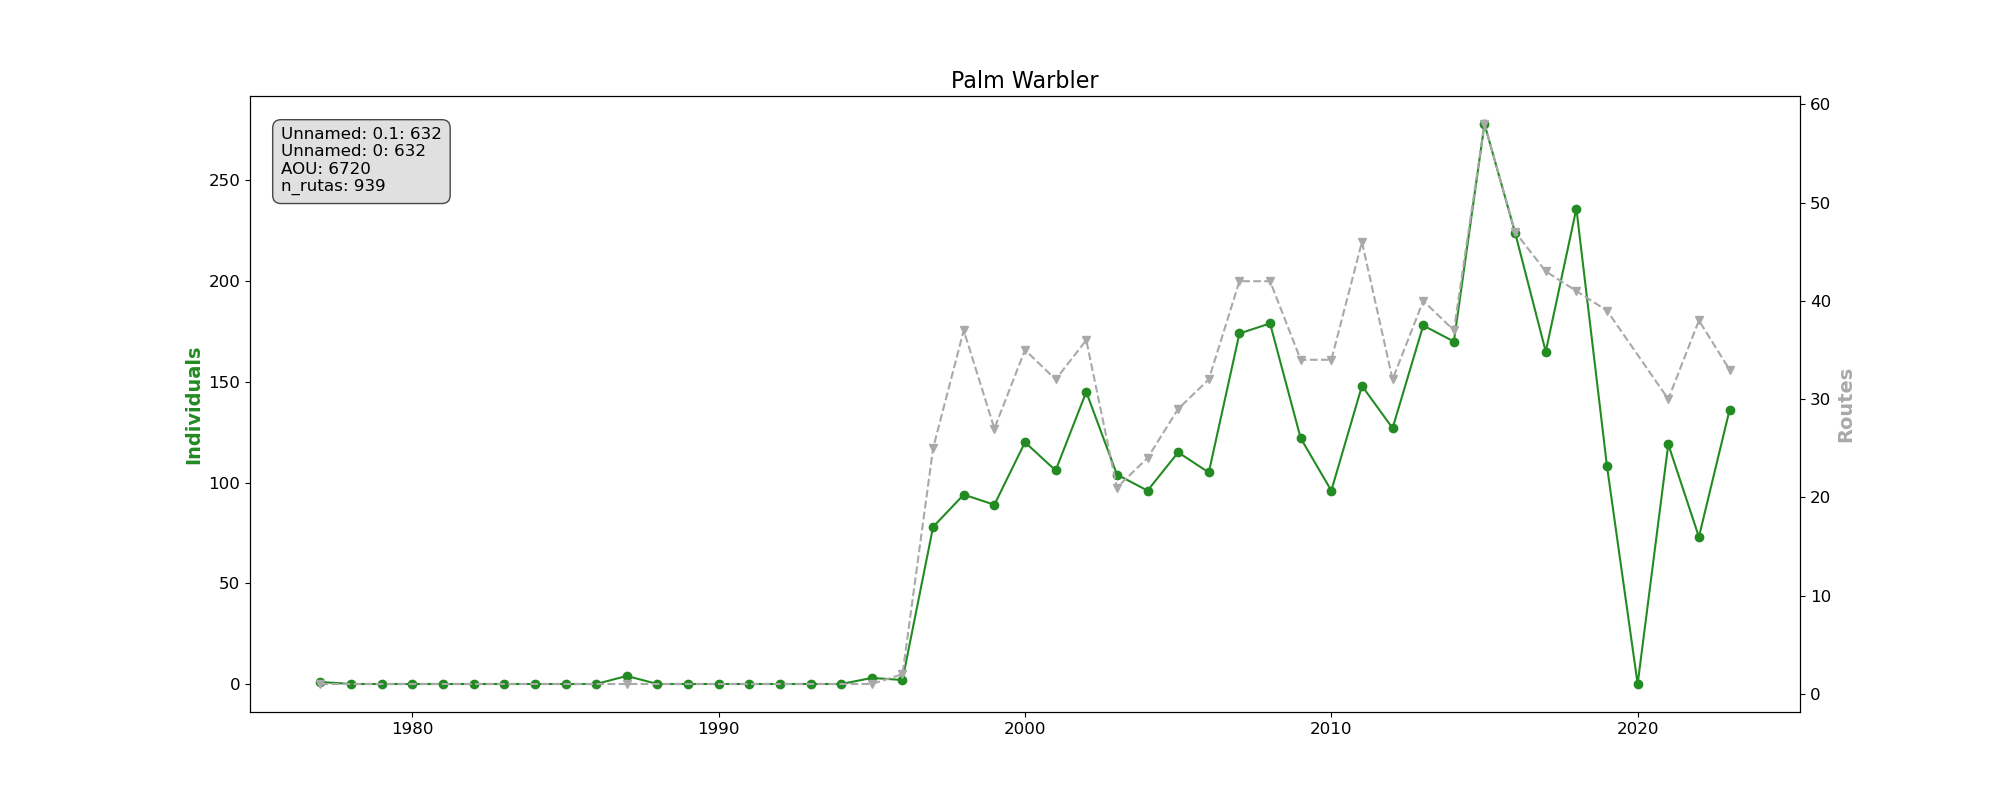 Palm Warbler
Unnamed: 0.1: 632
Unnamed: 0: 632
AOU: 6720
n_rutas: 939
Individuals
250
200
150
100
50
0
60
50
40
30
20
10
0
Routes
1980
1990
2000
2010
2020